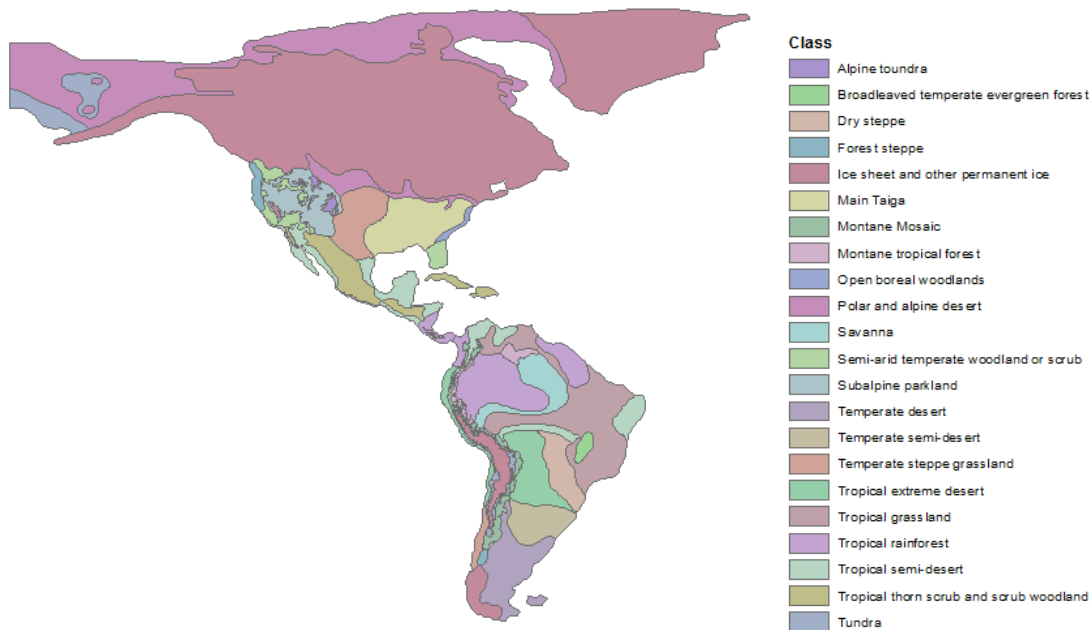 Class
Alpine toundra
Broadleaved temperate evergreen forest
Dry steppe
Forest steppe
Ice sheet and other permanent ice
Main Taiga
Montane Mosaic
Montane tropical forest
Open boreal woodlands
Polar and alpine desert
Savanna
Semi-arid temperate woodland or scrub
Subalpine parkland
Temperate desert
Temperate semi-desert
Temperate steppe grassland
Tropical extreme desert
Tropical grassland
Tropical rainforest
Tropical semi-desert
Tropical thorn scrub and scrub woodland
Tundra